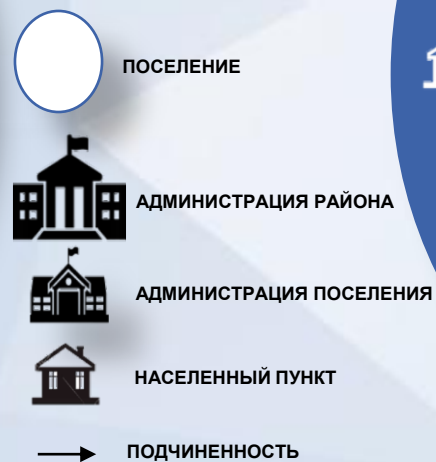 ПОСЕЛЕНИЕ
АДМИНИСТРАЦИЯ РАЙОНА
АДМИНИСТРАЦИЯ ПОСЕЛЕНИЯ
НАСЕЛЕННЫЙ ПУНКТ
ПОДЧИНЕННОСТЬ